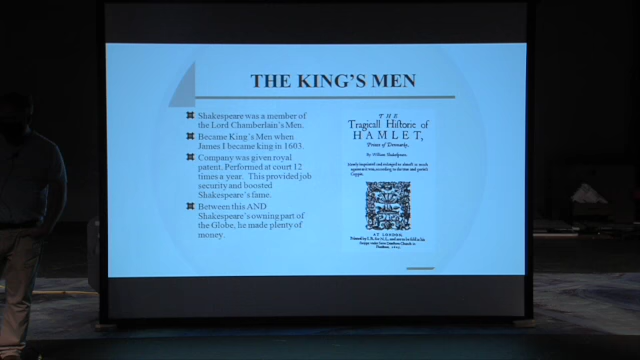 THE KING'S MEN
Shakespeare was a member of
the Lord Chamberlain's Men.
Became King's Men when
James I became king in 1603.
Company was given royal
patent. Performed at court 12
times a year. This provided job
security and boosted
Shakespeare's fame.
Between this AND
Shakespeare's owning part of
the Globe, he made plenty of
money.
THE
Tragicall Historie of
HAMLET,
Prince of Denmarke.
By William Shakespeare.
AT LONDON,